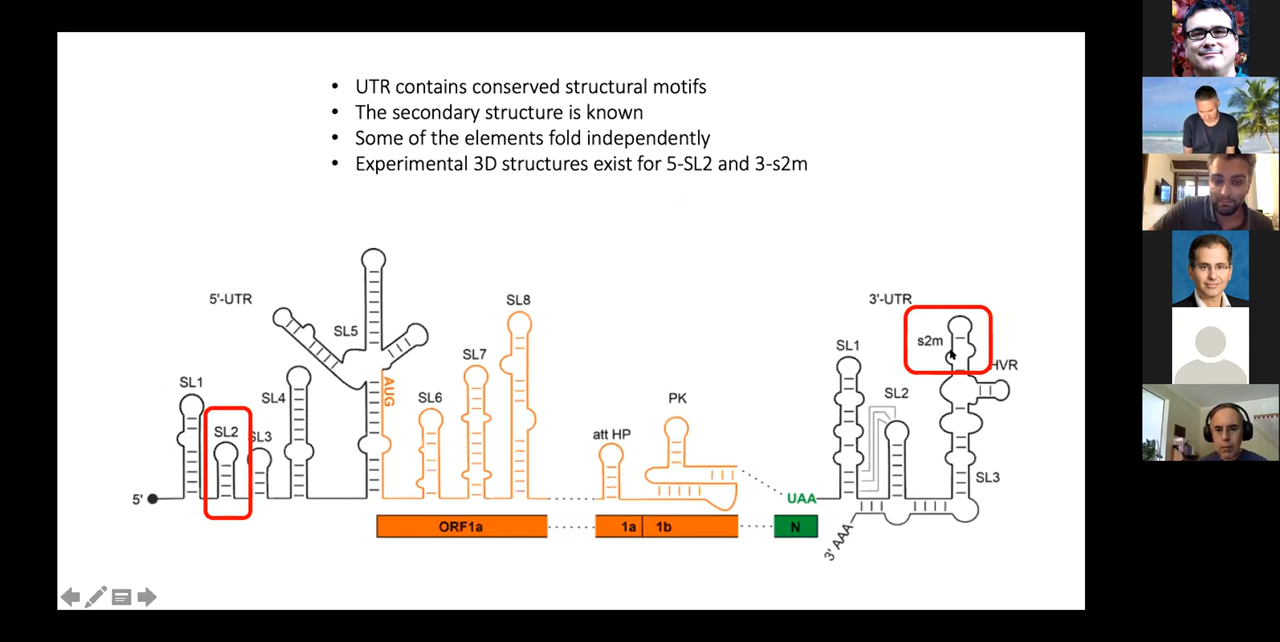 • UTR contains conserved structural motifs
• The secondary structure is known
• Some of the elements fold independently
• Experimental 3D structures exist for 5-SL2 and 3-s2m
5'-UTR
SL8
3'-UTR
SL5
s2m
SL1
SL7
HVR
SL1
SL4
AUG
SL6
PK
SL2
SL2
SL3
att HP
SL3
5'
UAA
ORF1a
1a
1b
N
3' AAA